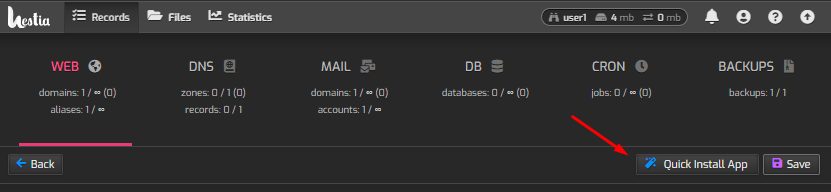 Hestia Records Files Statistics user1 4 mb 0 mb
WEB DNS MAIL DB CRON BACKUPS
domains: 1 / ∞ (0) zones: 0 / 1 (0) domains: 1 / ∞ (0) databases: 0 / ∞ (0) jobs: 0 / ∞ (0) backups: 1 / 1
aliases: 1 / ∞ records: 0 / 1 accounts: 1 / ∞
Back Quick Install App Save